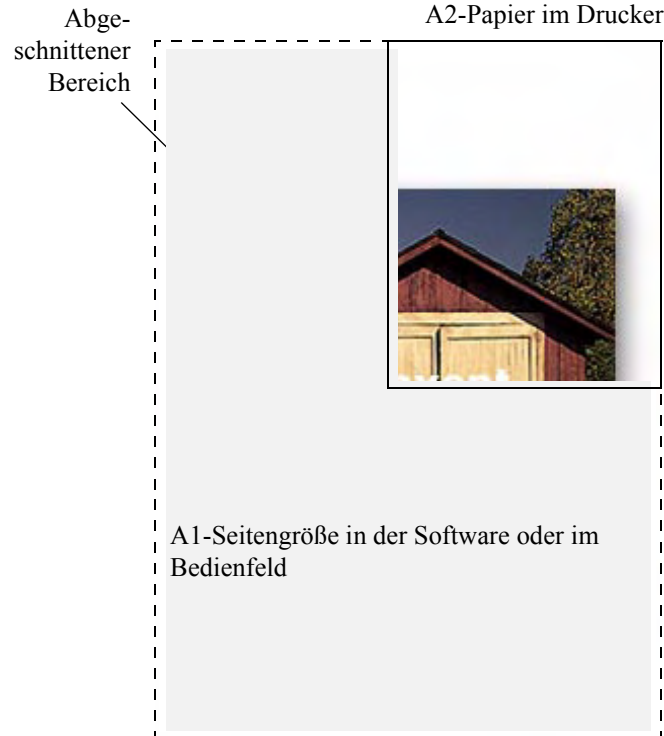 Abge-
schnittener
Bereich
A2-Papier im Drucker
A1-Seitengröße in der Software oder im
Bedienfeld